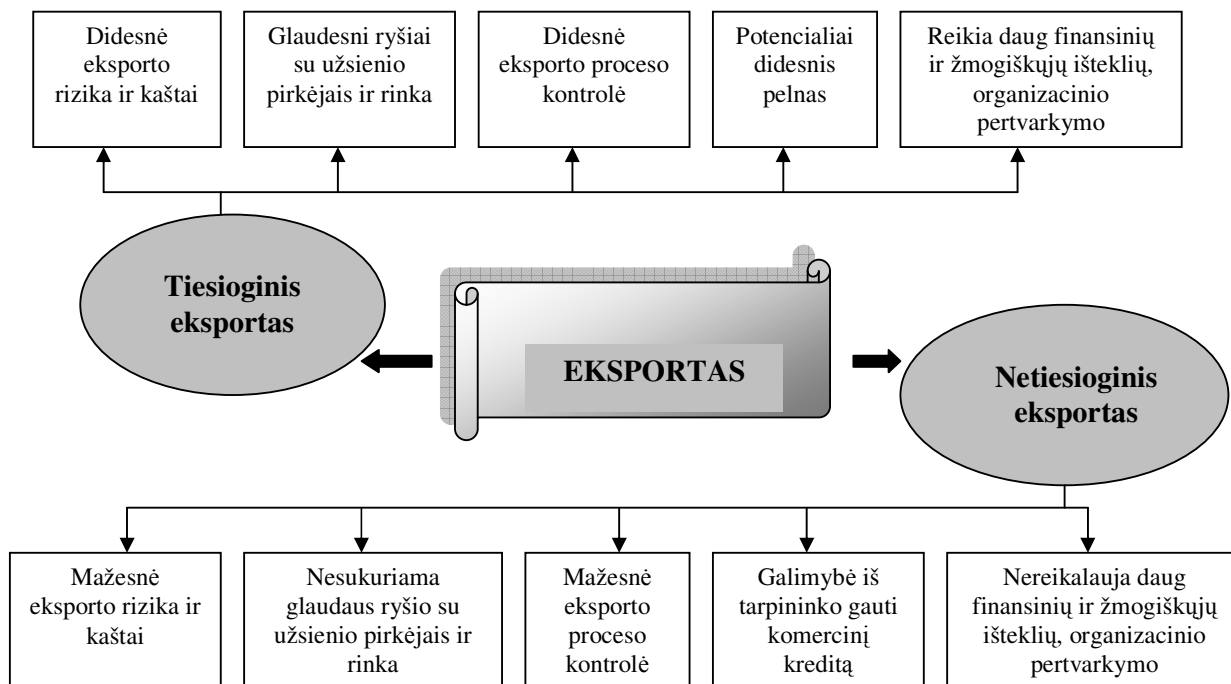 Didesnė
eksporto
rizika ir kaštai
Glaudesni ryšiai
su užsienio
pirkėjais ir rinka
Didesnė
eksporto proceso
kontrolė
Potencialiai
didesnis
pelnas
Reikia daug finansinių
ir žmogiškųjų išteklių,
organizacinio
pertvarkymo
Tiesioginis
eksportas
EKSPORTAS
Netiesioginis
eksportas
Mažesnė
eksporto rizika ir
kaštai
Nesukuriama
glaudaus ryšio su
užsienio pirkėjais ir
rinka
Mažesnė
eksporto
proceso
kontrolė
Galimybė iš
tarpininko gauti
komercinį
kreditą
Nereikalauja daug
finansinių ir žmogiškųjų
išteklių, organizacinio
pertvarkymo